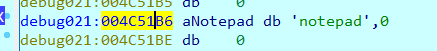 debug021:004C51B5 db    0
debug021:004C51B6 aNotepad db 'notepad',0
debug021:004C51BE db    0